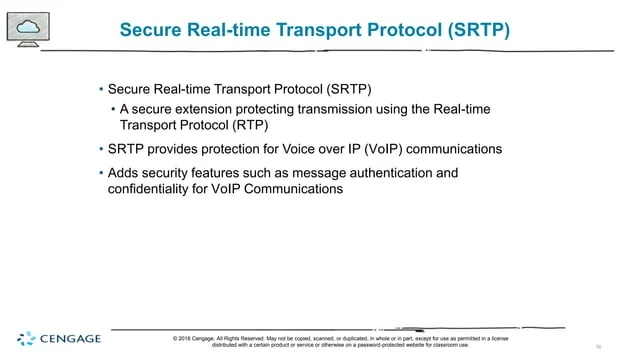 Secure Real-time Transport Protocol (SRTP)
• Secure Real-time Transport Protocol (SRTP)
• A secure extension protecting transmission using the Real-time
Transport Protocol (RTP)
• SRTP provides protection for Voice over IP (VoIP) communications
• Adds security features such as message authentication and
confidentiality for VoIP Communications
CENGAGE
© 2018 Cengage. All Rights Reserved. May not be copied, scanned, or duplicated, in whole or in part, except for use as permitted in a license
distributed with a certain product or service or otherwise on a password-protected website for classroom use.